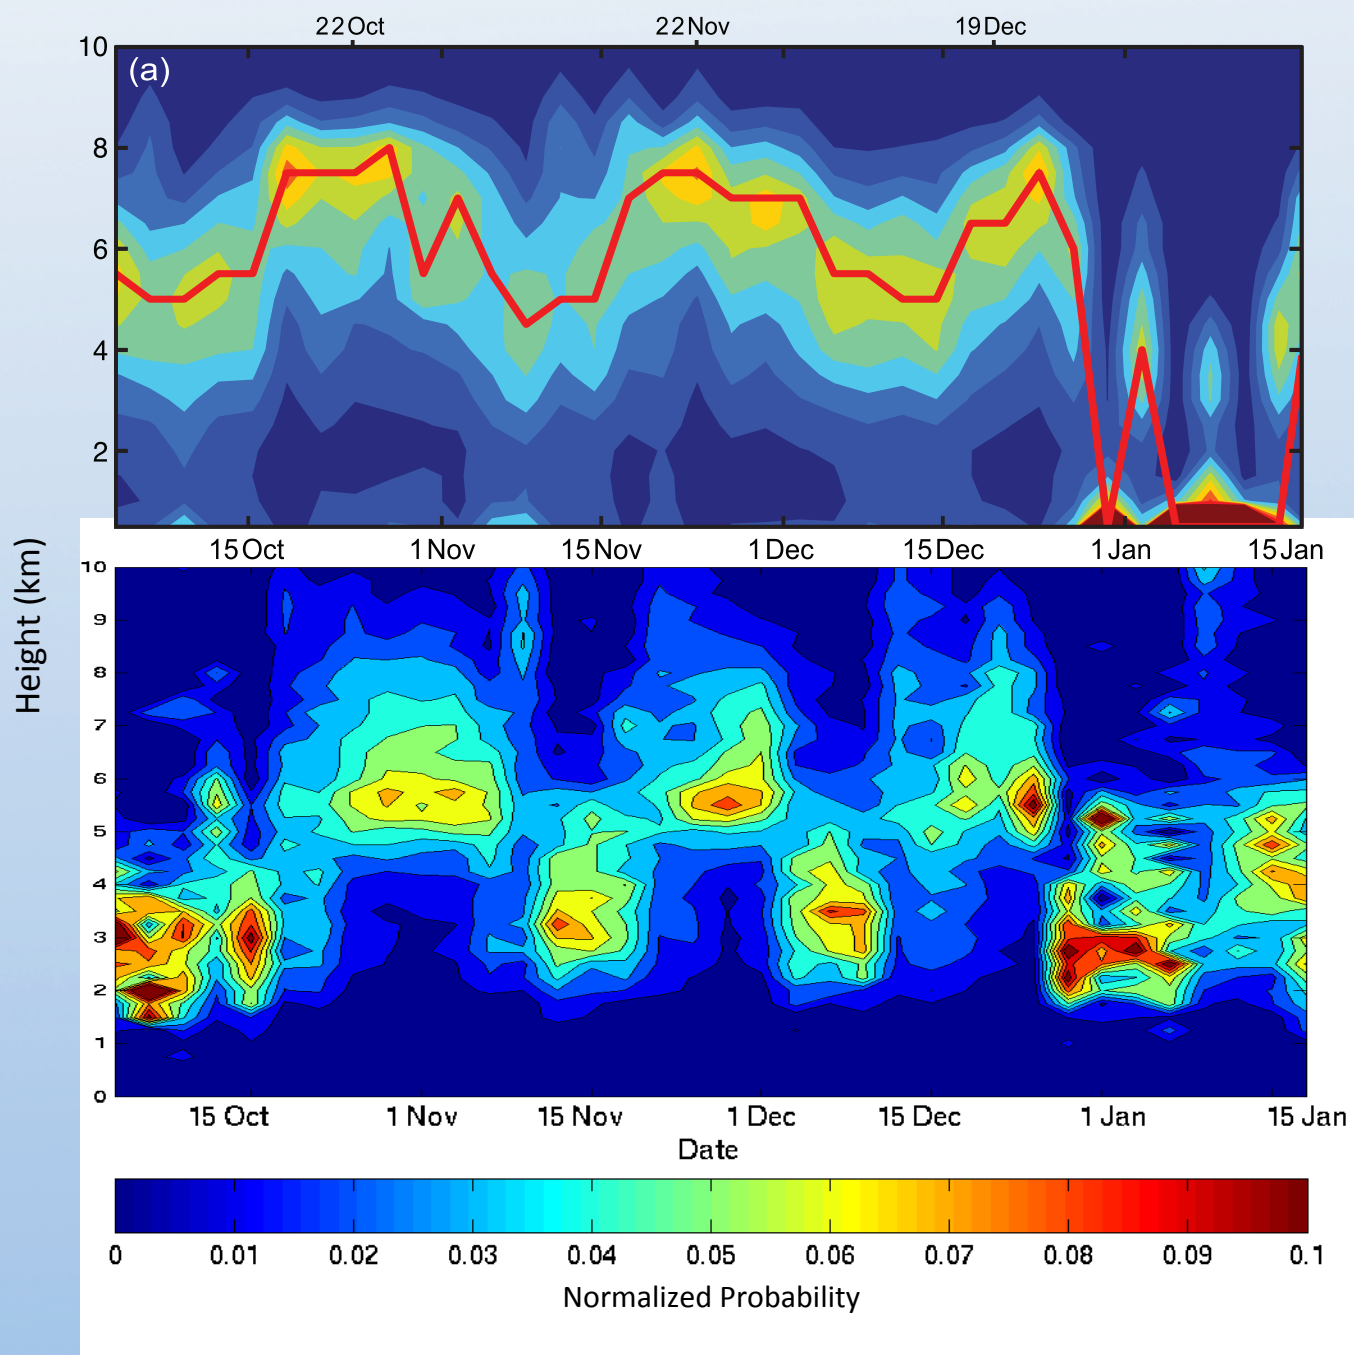 22Oct 22Nov 19Dec
10
(a)
8
6
4
2
15Oct 1Nov 15Nov 1Dec 15Dec 1Jan 15Jan
Height (km)
10
9
8
7
6
5
4
3
2
1
0
15 Oct 1 Nov 15 Nov 1 Dec 15 Dec 1 Jan 15 Jan
Date
0 0.01 0.02 0.03 0.04 0.05 0.06 0.07 0.08 0.09 0.1
Normalized Probability